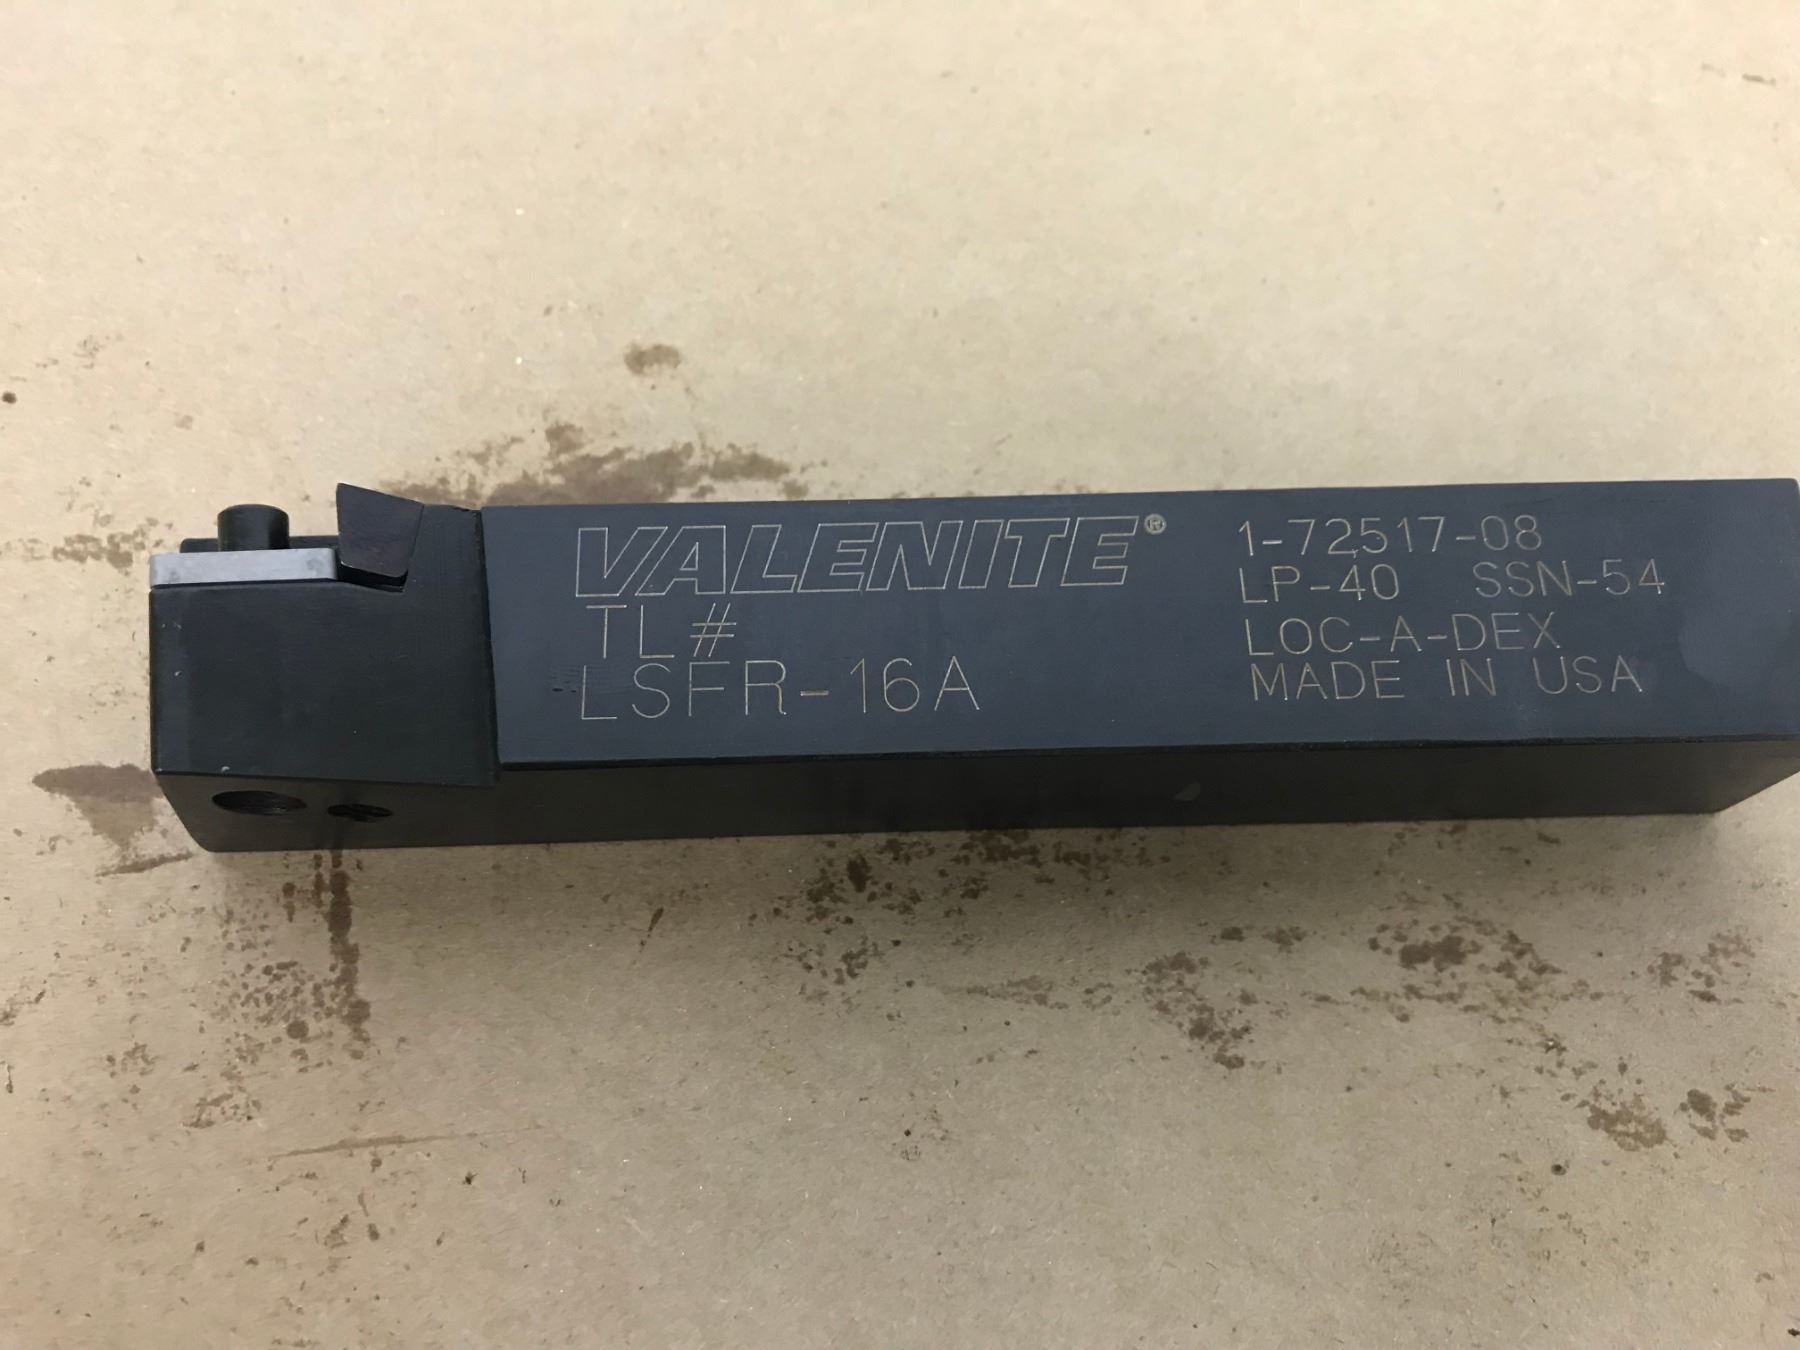 VALENITE®
TL#
LSFR-16A
1-72517-08
LP-40 SSN-54
LOC-A-DEX
MADE IN USA